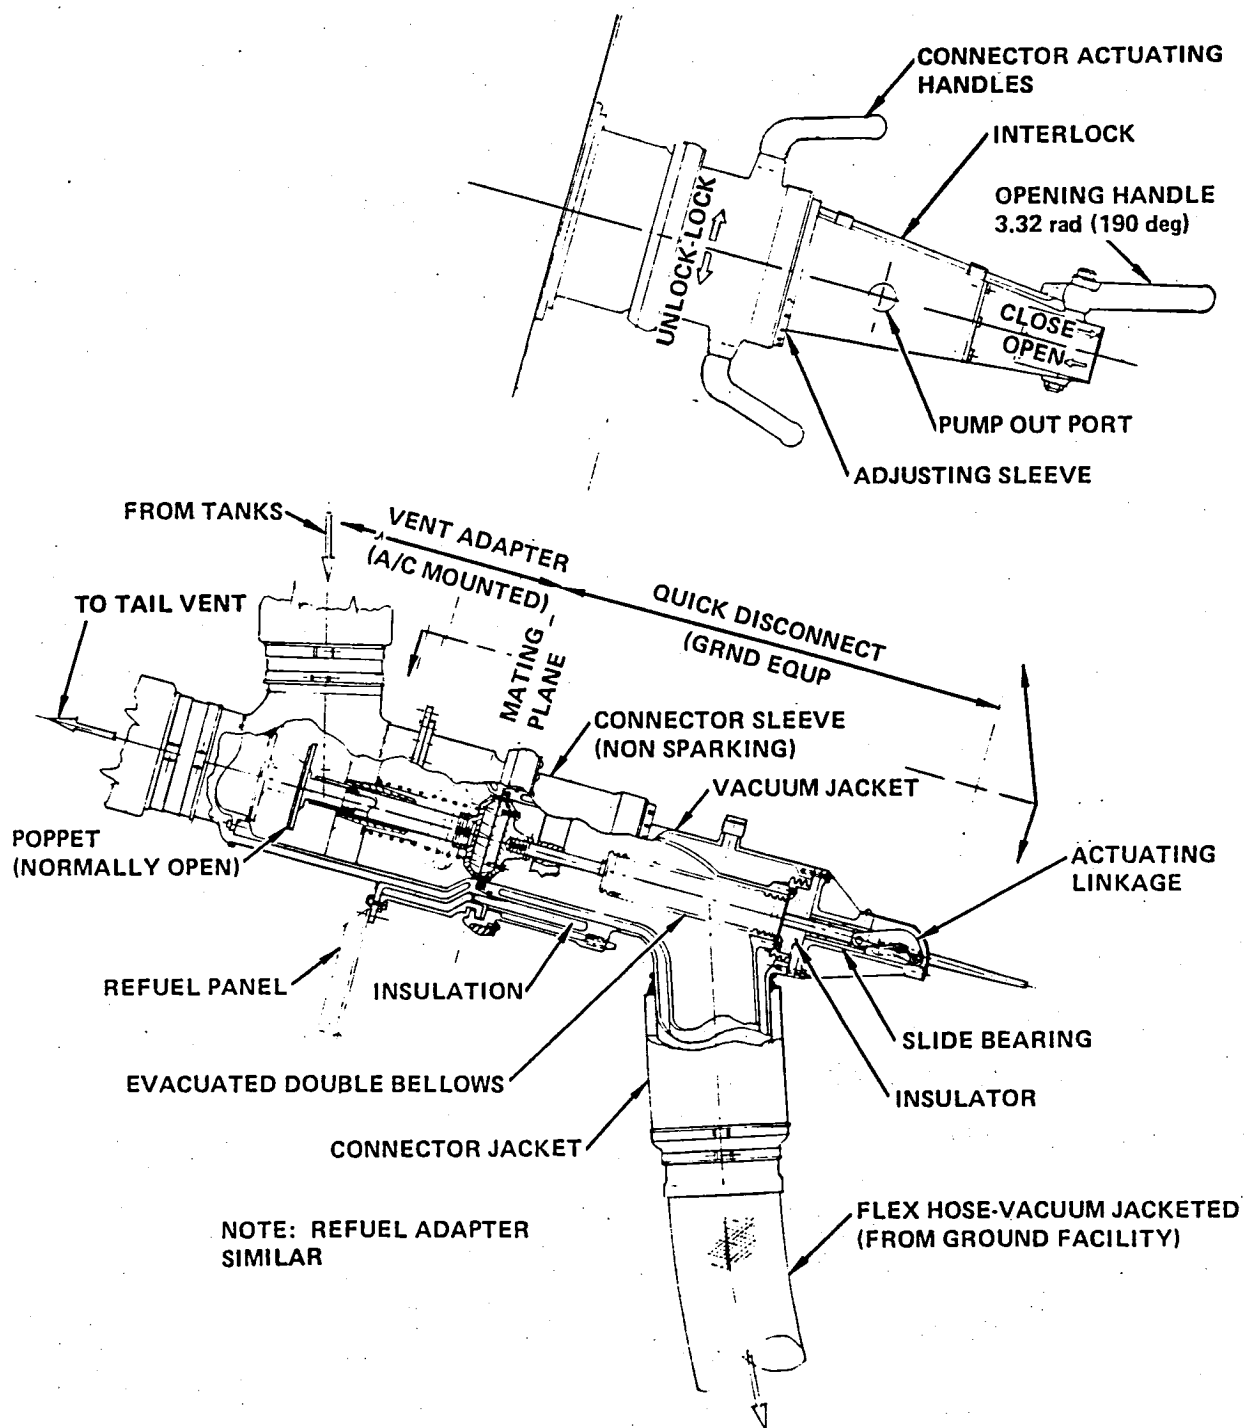 CONNECTOR ACTUATING
HANDLES
INTERLOCK
OPENING HANDLE
3.32 rad (190 deg)
UNLOCK-LOCK
CLOSE
OPEN
PUMP OUT PORT
ADJUSTING SLEEVE
FROM TANKS
VENT ADAPTER
(A/C MOUNTED)
TO TAIL VENT
QUICK DISCONNECT
(GRND EQUP
MATING
PLANE
CONNECTOR SLEEVE
(NON SPARKING)
VACUUM JACKET
POPPET
(NORMALLY OPEN)
ACTUATING
LINKAGE
REFUEL PANEL
INSULATION
SLIDE BEARING
EVACUATED DOUBLE BELLOWS
INSULATOR
CONNECTOR JACKET
FLEX HOSE-VACUUM JACKETED
(FROM GROUND FACILITY)
NOTE: REFUEL ADAPTER
SIMILAR